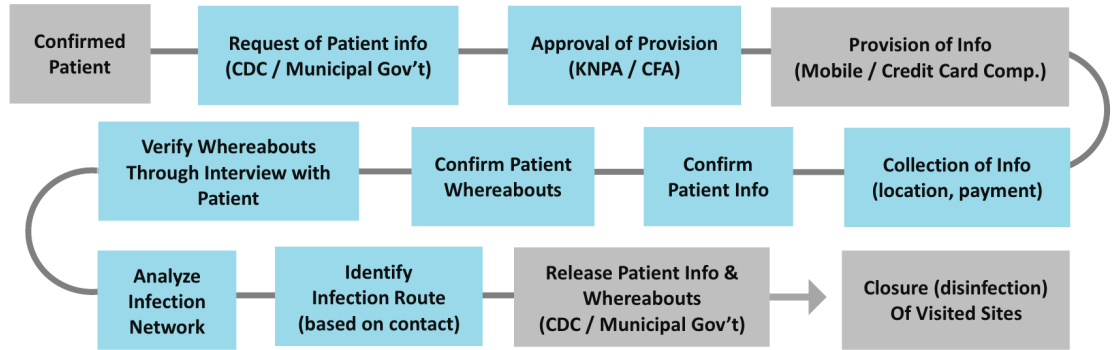 Confirmed
Patient
Request of Patient info
(CDC / Municipal Gov't)
Approval of Provision
(KNPA / CFA)
Provision of Info
(Mobile / Credit Card Comp.)
Collection of Info
(location, payment)
Confirm
Patient Info
Confirm Patient
Whereabouts
Verify Whereabouts
Through Interview with
Patient
Analyze
Infection
Network
Identify
Infection Route
(based on contact)
Release Patient Info &
Whereabouts
(CDC / Municipal Gov't)
Closure (disinfection)
Of Visited Sites